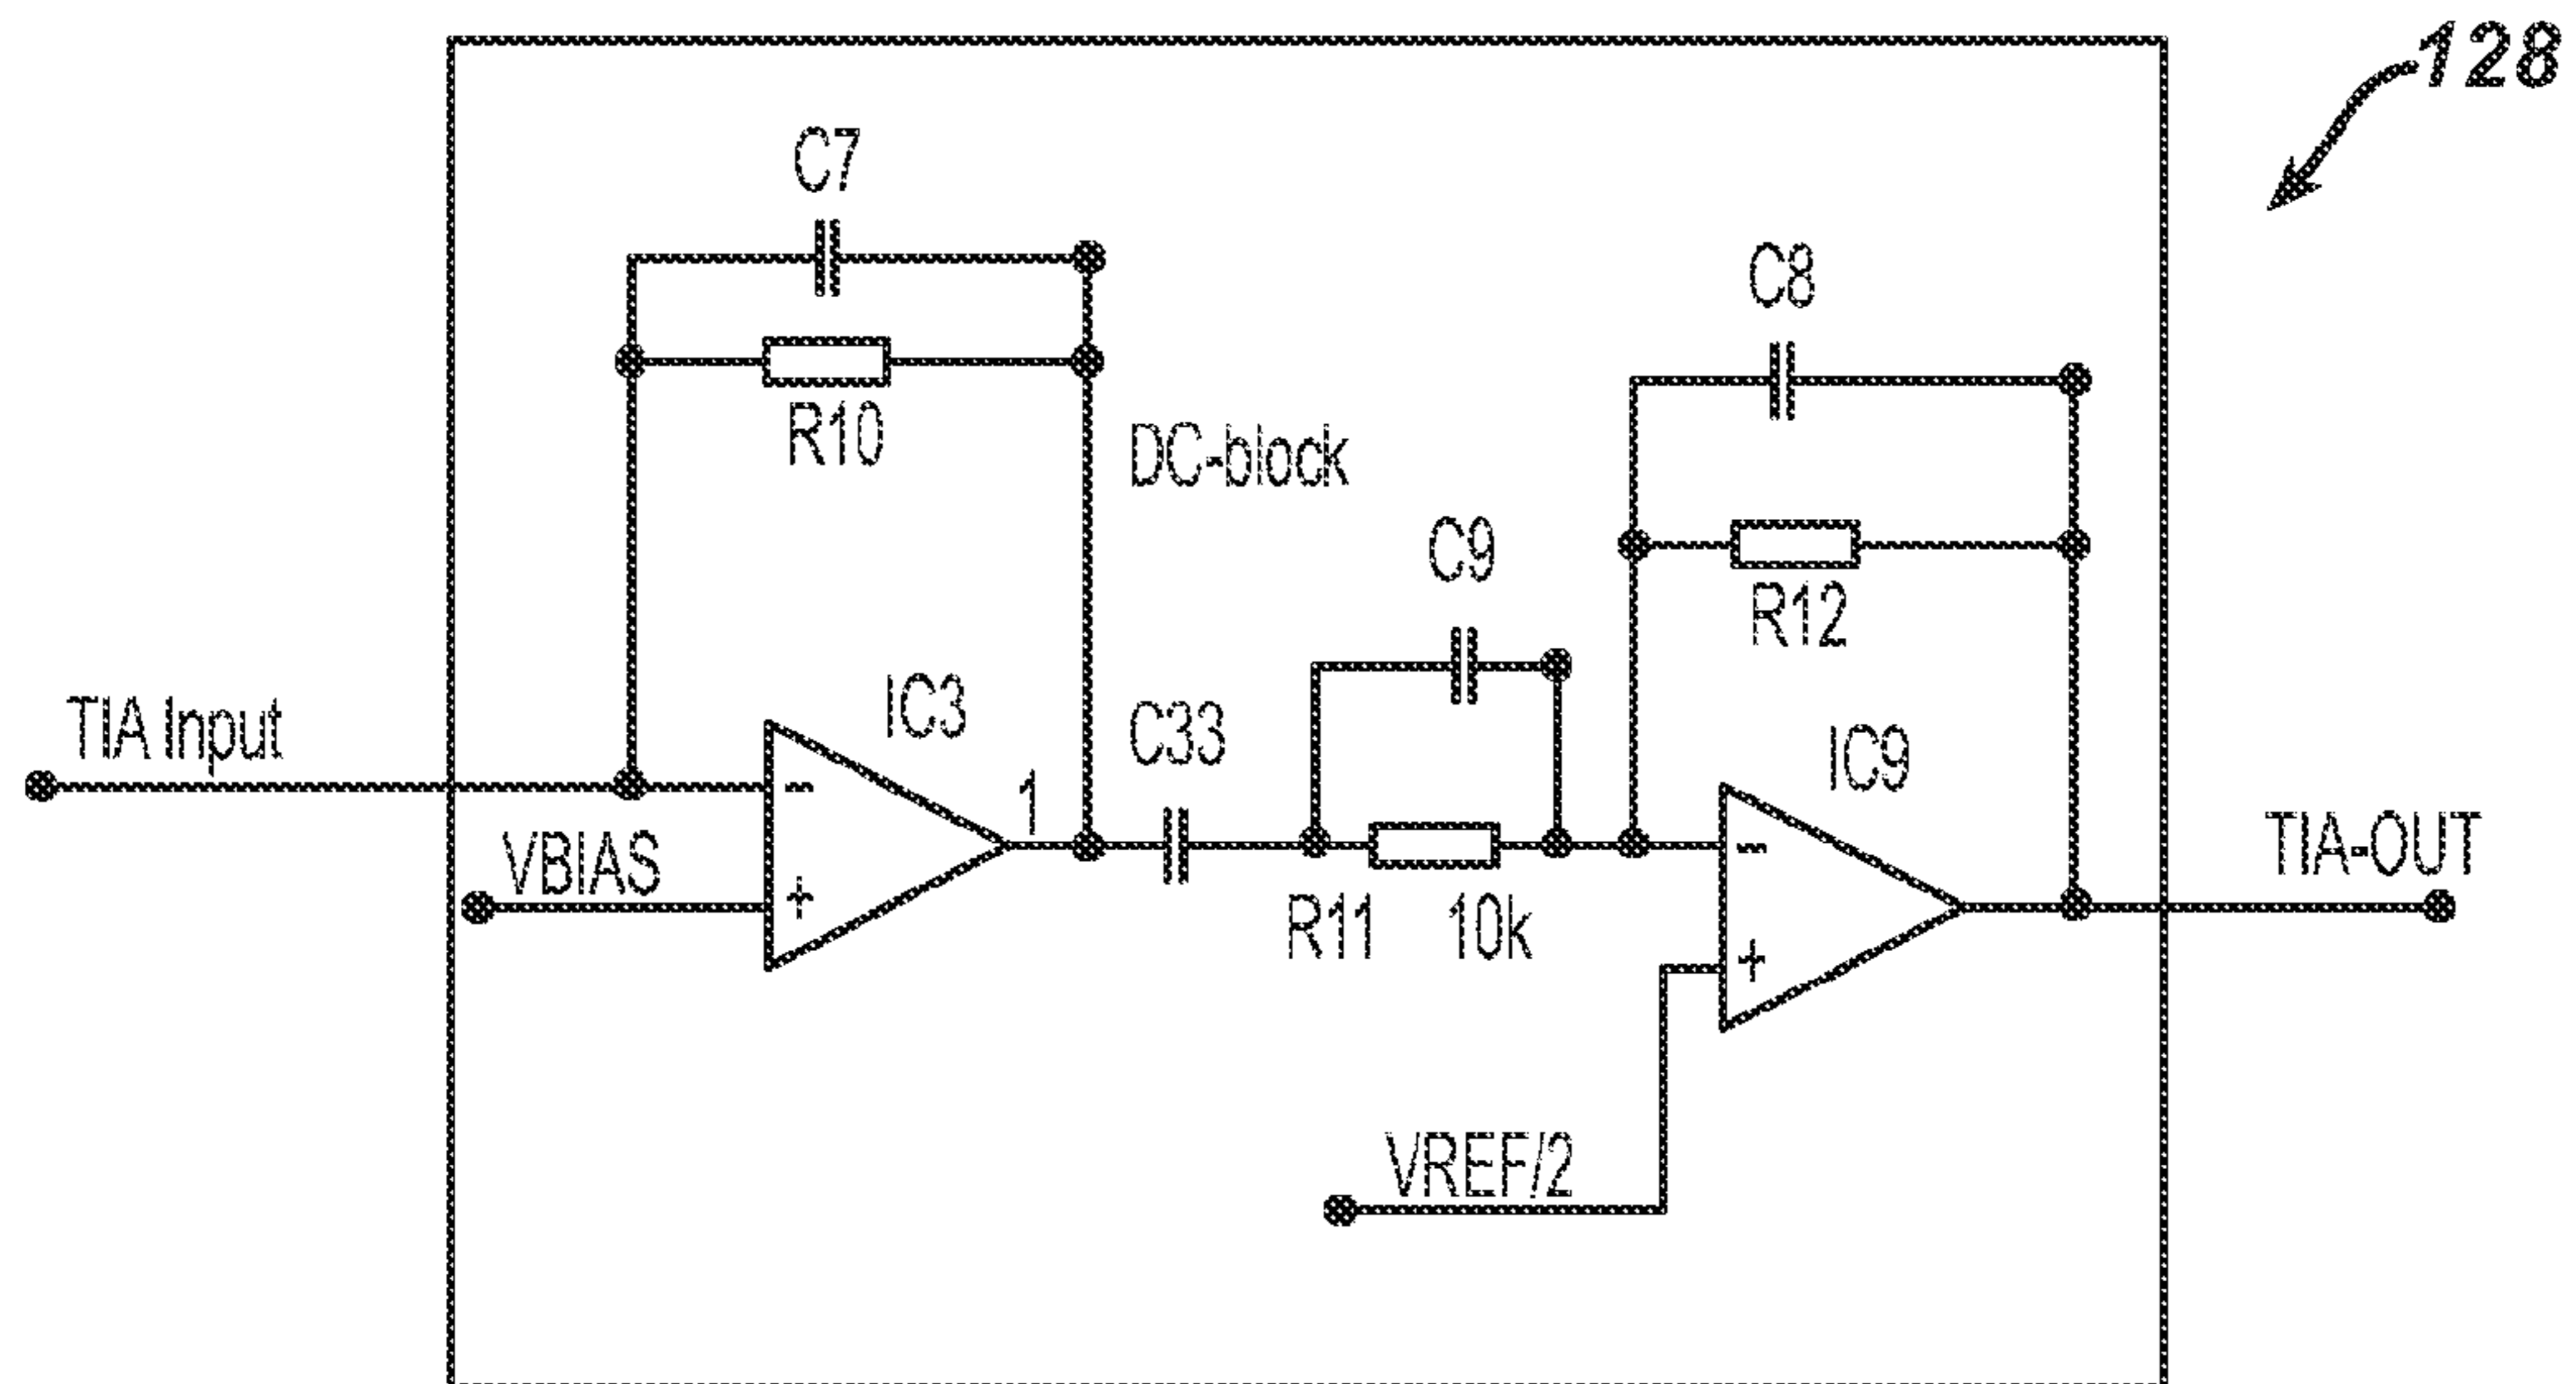 128
C7
R10
DC-block
C8
C9
R12
TIA Input
IC3
C33
IC9
1
-
VBIAS
+
-
TIA-OUT
R11 10k
+
VREF/2